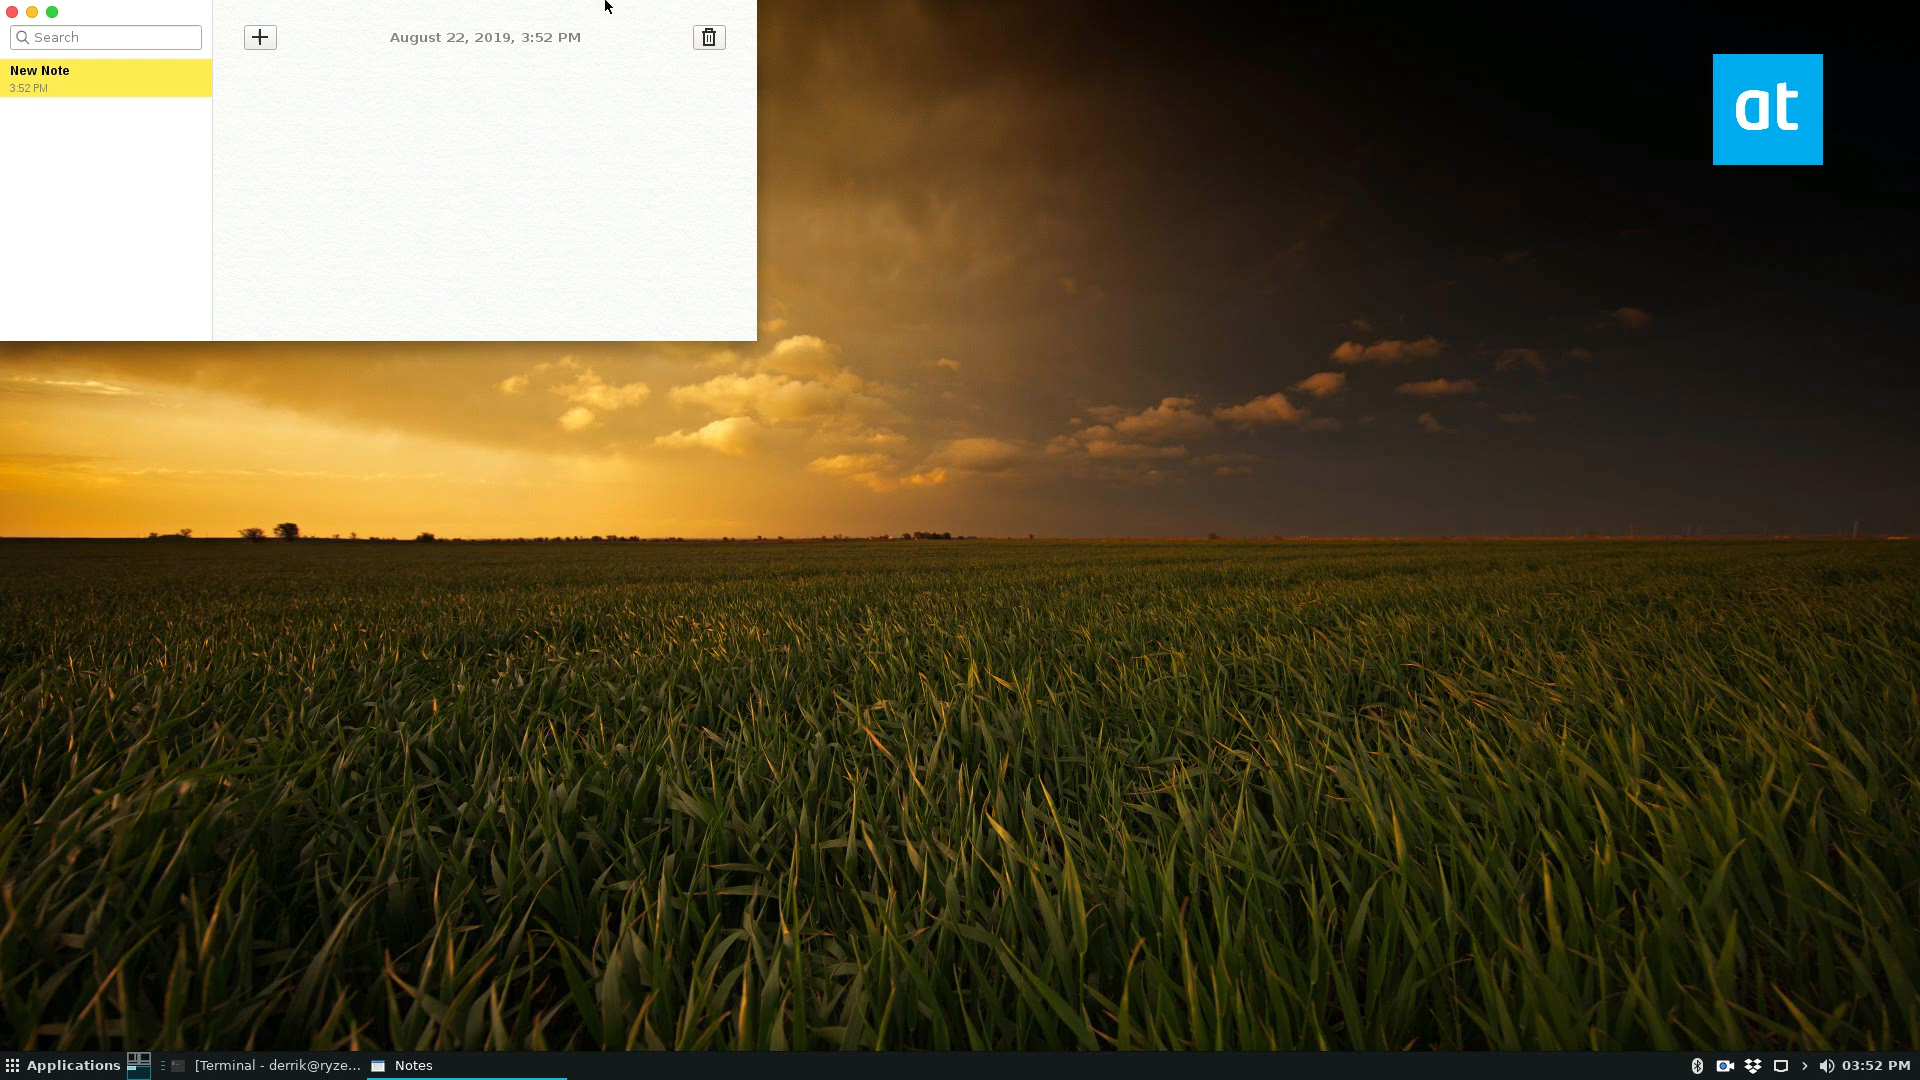 Search
August 22, 2019, 3:52 PM
New Note
3:52 PM
at
Applications
[Terminal - derrik@ryze...
Notes
03:52 PM